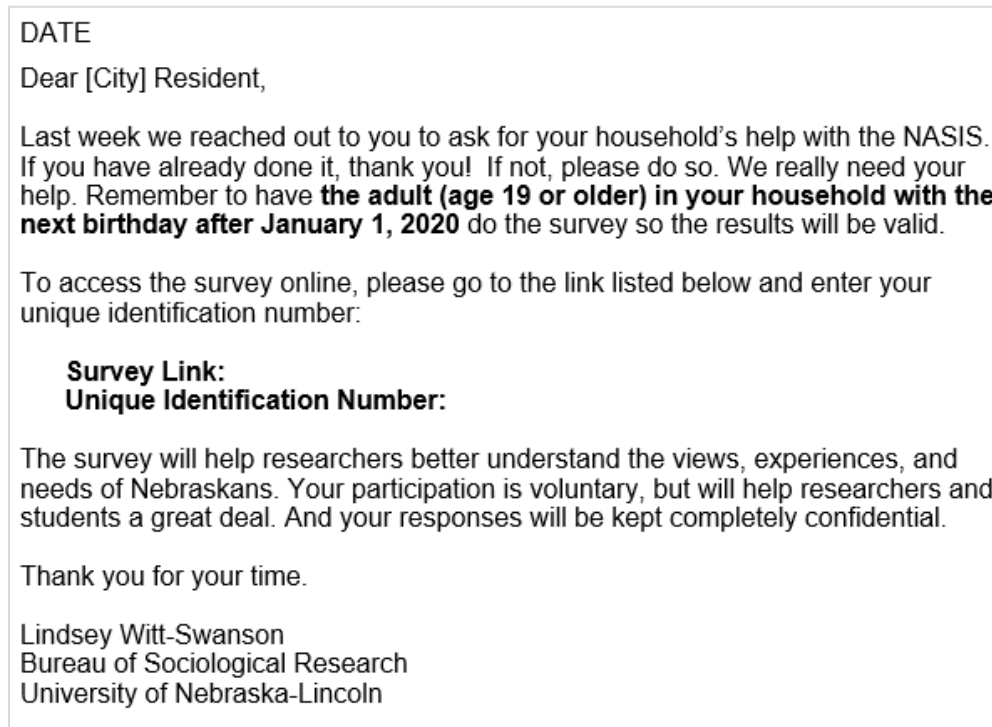 DATE
Dear [City] Resident,
Last week we reached out to you to ask for your household’s help with the NASIS.
If you have already done it, thank you!  If not, please do so. We really need your
help. Remember to have the adult (age 19 or older) in your household with the
next birthday after January 1, 2020 do the survey so the results will be valid.
To access the survey online, please go to the link listed below and enter your
unique identification number:
Survey Link:
Unique Identification Number:
The survey will help researchers better understand the views, experiences, and
needs of Nebraskans. Your participation is voluntary, but will help researchers and
students a great deal. And your responses will be kept completely confidential.
Thank you for your time.
Lindsey Witt-Swanson
Bureau of Sociological Research
University of Nebraska-Lincoln